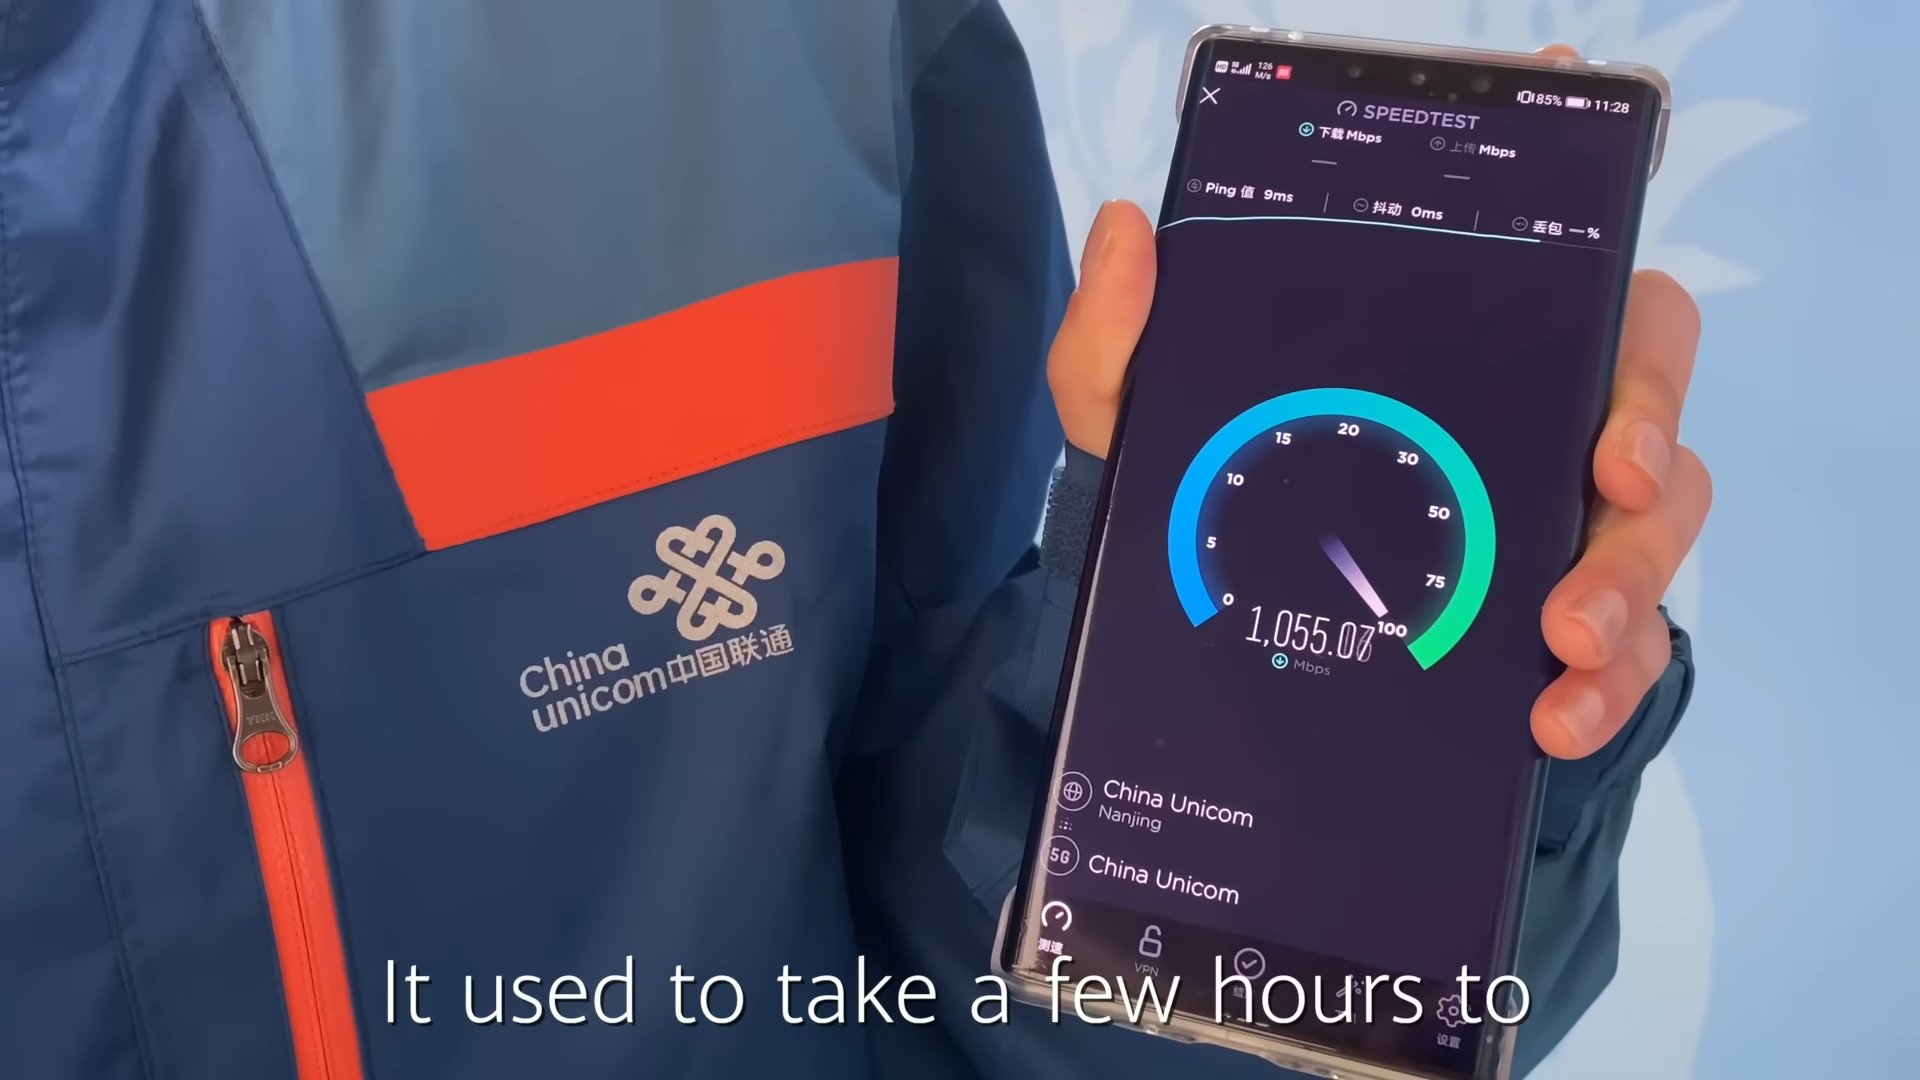 HD 5G 126 M/s
85% 11:28
SPEEDTEST
下载 Mbps
上传 Mbps
Ping 值 9ms
抖动 0ms
丢包 — %
0
5
10
15
20
30
50
75
100
1,055.07
Mbps
China
unicom中国联通
YKK
China Unicom
Nanjing
5G
China Unicom
测速
VPN
设置
It used to take a few hours to